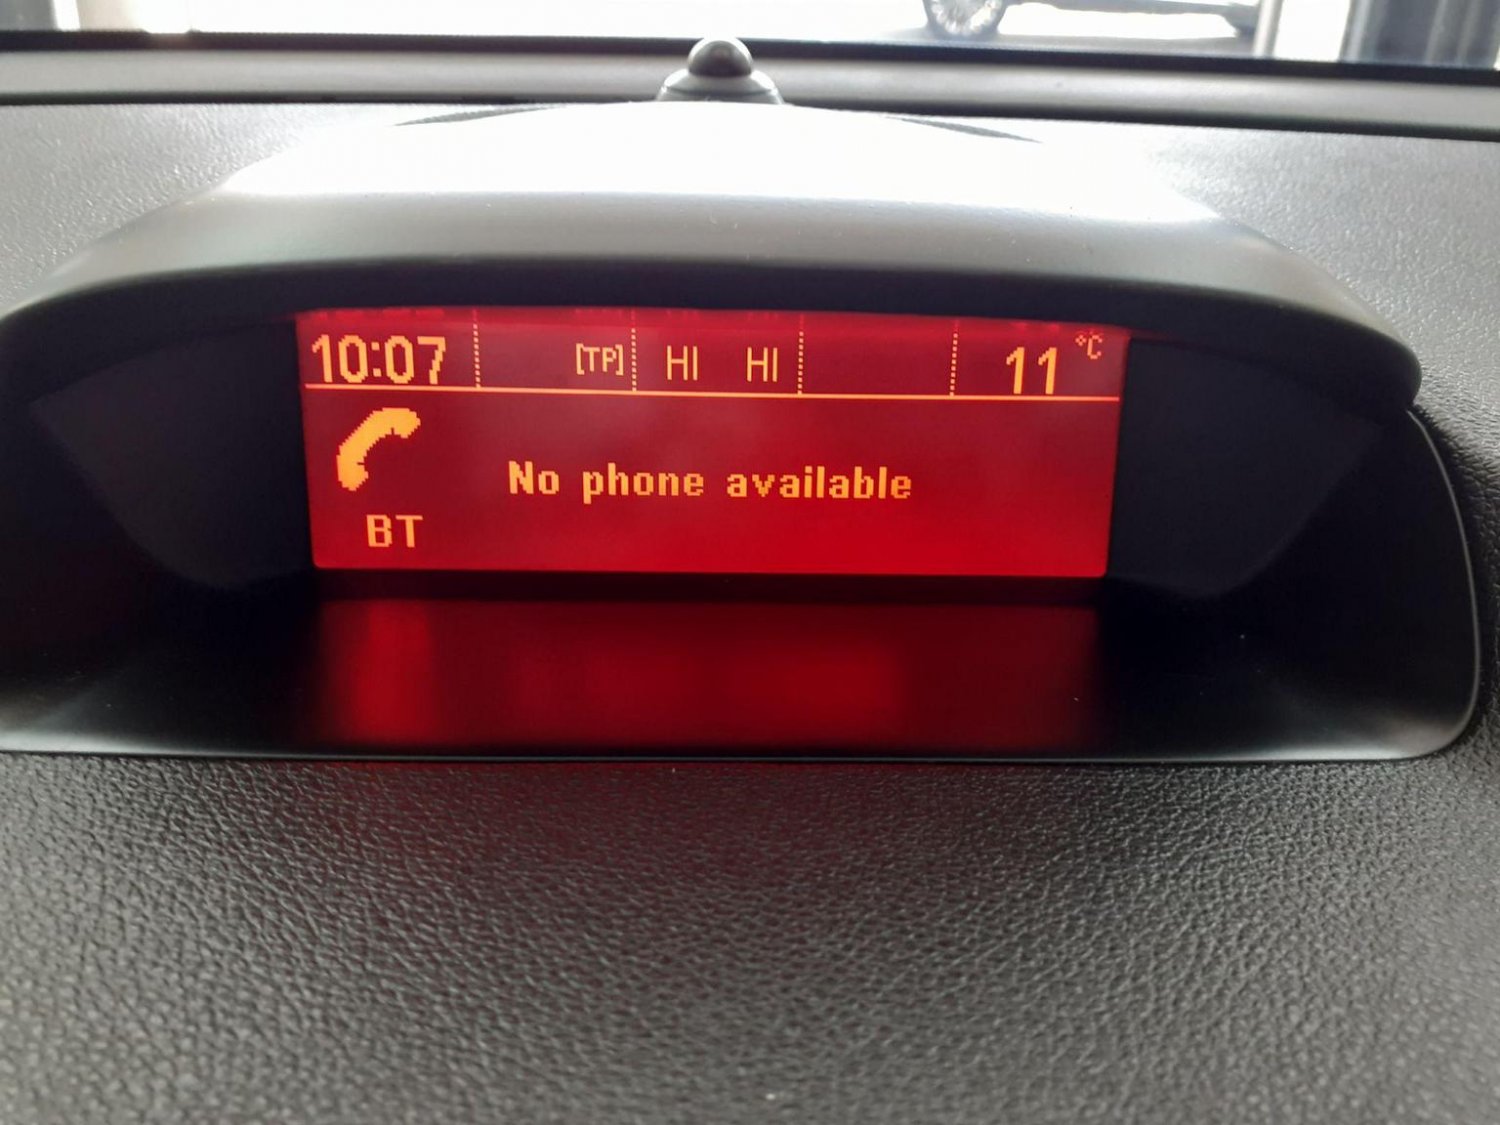 10:07 [TP] HI HI 11 °C
No phone available
BT